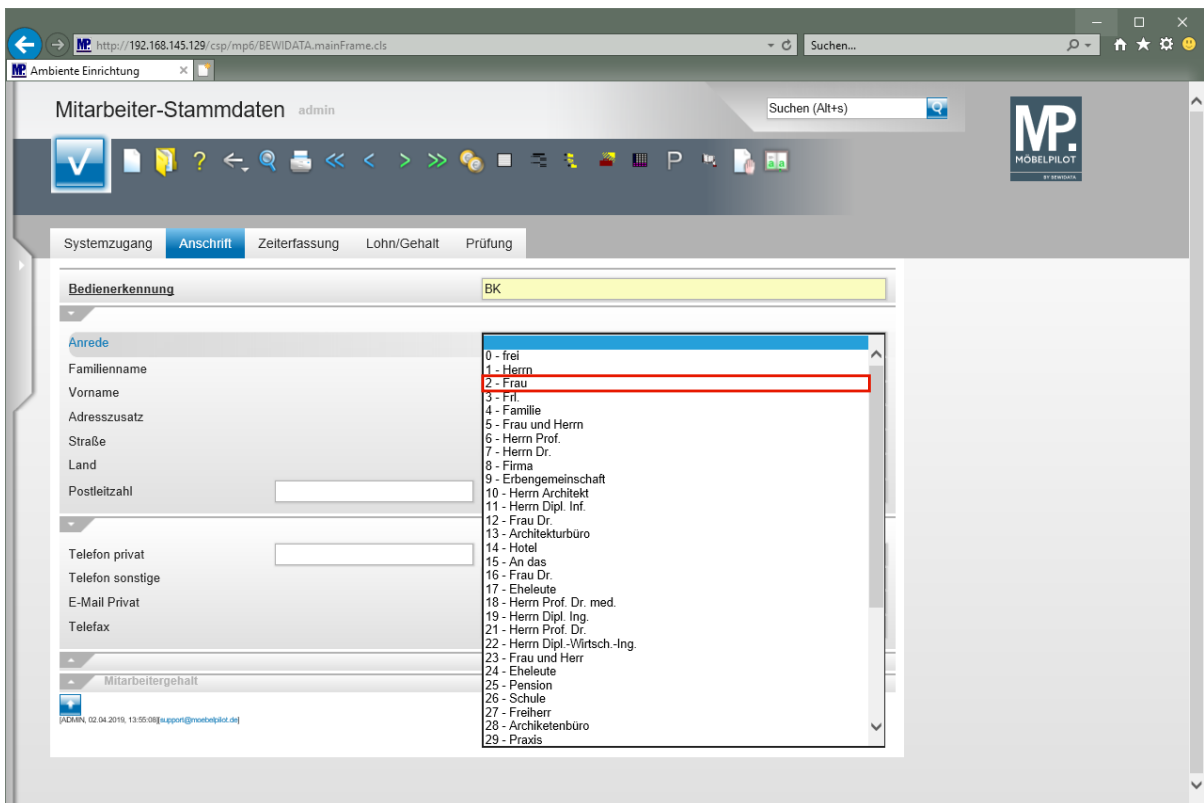 http://192.168.145.129/csp/mp6/BEWIDATA.mainFrame.cls
Suchen...
MP. Ambiente Einrichtung
Mitarbeiter-Stammdaten admin
Suchen (Alt+s)
MP.
MÖBELPILOT
BY BEWIDATA
Systemzugang Anschrift Zeiterfassung Lohn/Gehalt Prüfung
Bedienerkennung BK
Anrede
Familienname
Vorname
Adresszusatz
Straße
Land
Postleitzahl
Telefon privat
Telefon sonstige
E-Mail Privat
Telefax
Mitarbeitergehalt
[ADMIN, 02.04.2019, 13:55:08][support@moebelpilot.de]
0 - frei
1 - Herrn
2 - Frau
3 - Frl.
4 - Familie
5 - Frau und Herrn
6 - Herrn Prof.
7 - Herrn Dr.
8 - Firma
9 - Erbengemeinschaft
10 - Herrn Architekt
11 - Herrn Dipl. Inf.
12 - Frau Dr.
13 - Architekturbüro
14 - Hotel
15 - An das
16 - Frau Dr.
17 - Eheleute
18 - Herrn Prof. Dr. med.
19 - Herrn Dipl. Ing.
21 - Herrn Prof. Dr.
22 - Herrn Dipl.-Wirtsch.-Ing.
23 - Frau und Herr
24 - Eheleute
25 - Pension
26 - Schule
27 - Freiherr
28 - Archiketenbüro
29 - Praxis